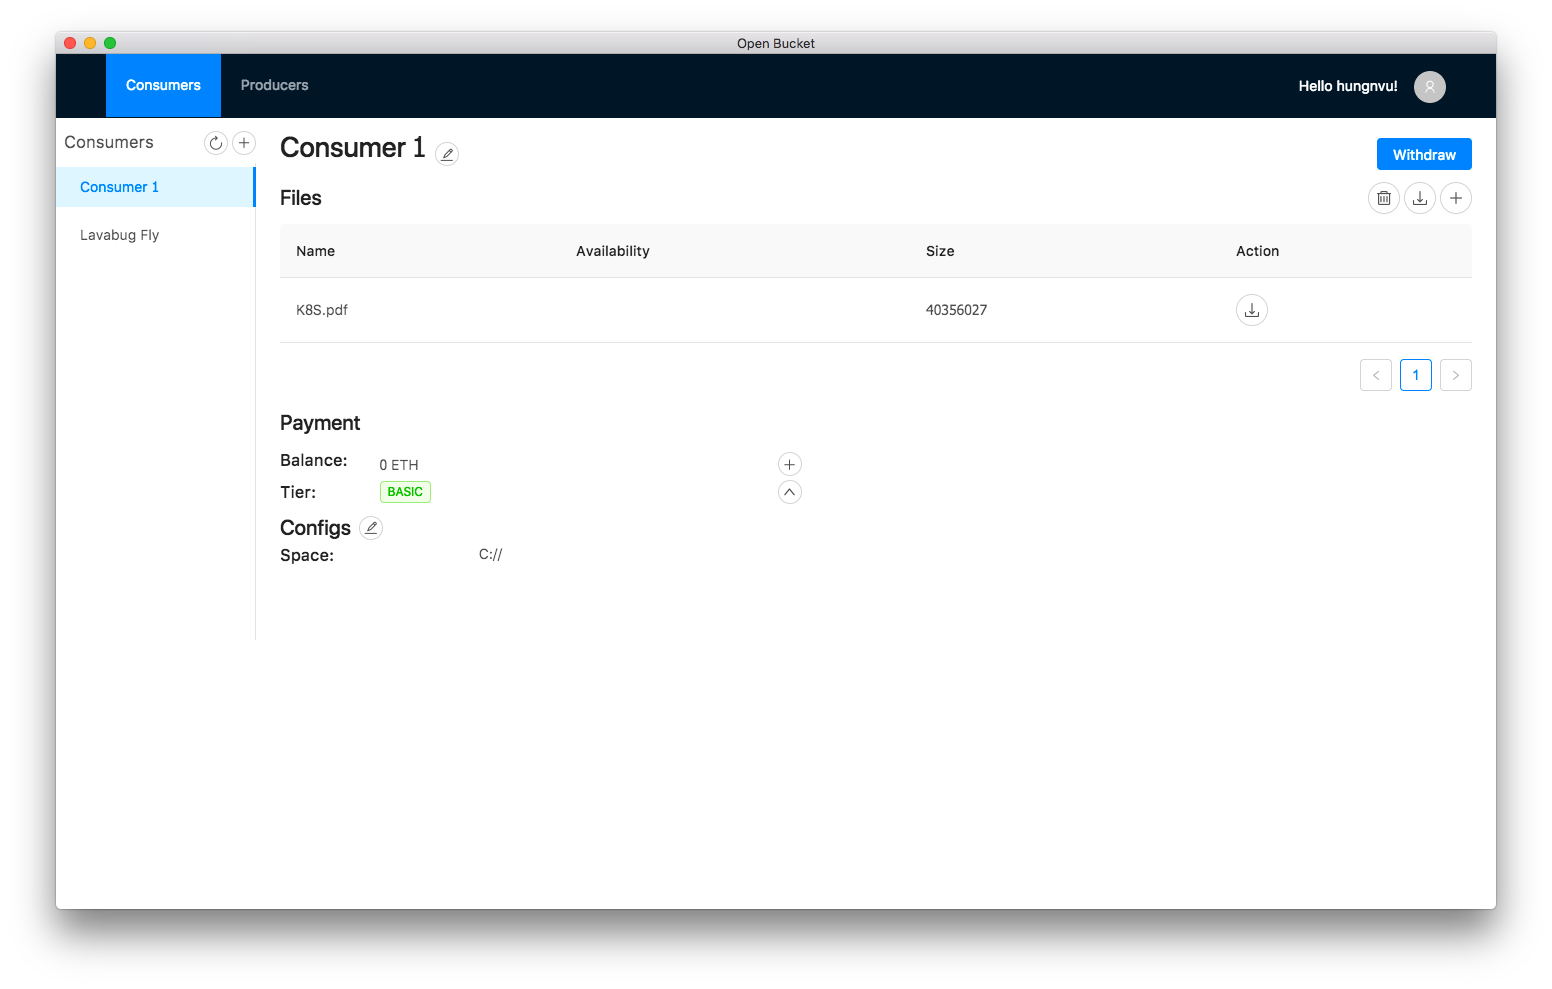 Open Bucket
Consumers Producers Hello hungnvu!
Consumers
Consumer 1
Lavabug Fly
Consumer 1
Withdraw
Files
Name Availability Size Action
K8S.pdf 40356027
< 1 >
Payment
Balance: 0 ETH
Tier: BASIC
Configs
Space: C://